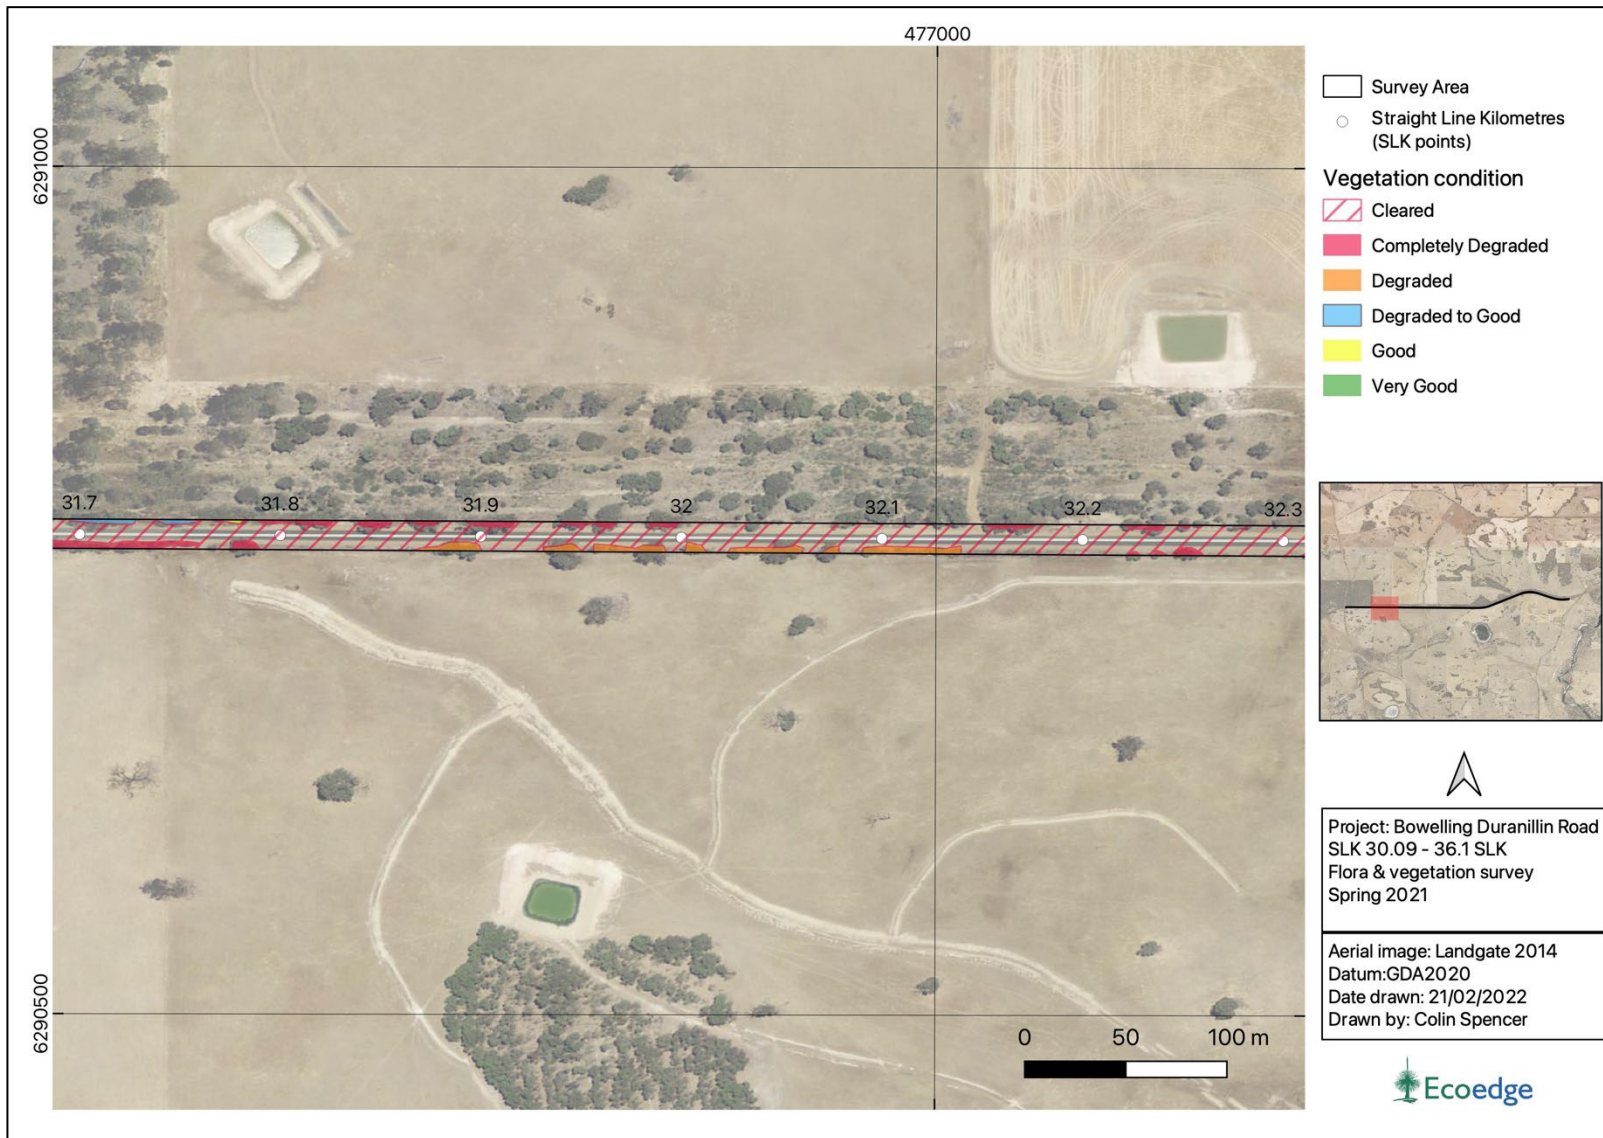 477000
6291000
6290500
31.7
31.8
31.9
32
32.1
32.2
32.3
0 50 100 m
Survey Area
Straight Line Kilometres
(SLK points)
Vegetation condition
Cleared
Completely Degraded
Degraded
Degraded to Good
Good
Very Good
Project: Bowelling Duranillin Road
SLK 30.09 - 36.1 SLK
Flora & vegetation survey
Spring 2021
Aerial image: Landgate 2014
Datum:GDA2020
Date drawn: 21/02/2022
Drawn by: Colin Spencer
Ecoedge